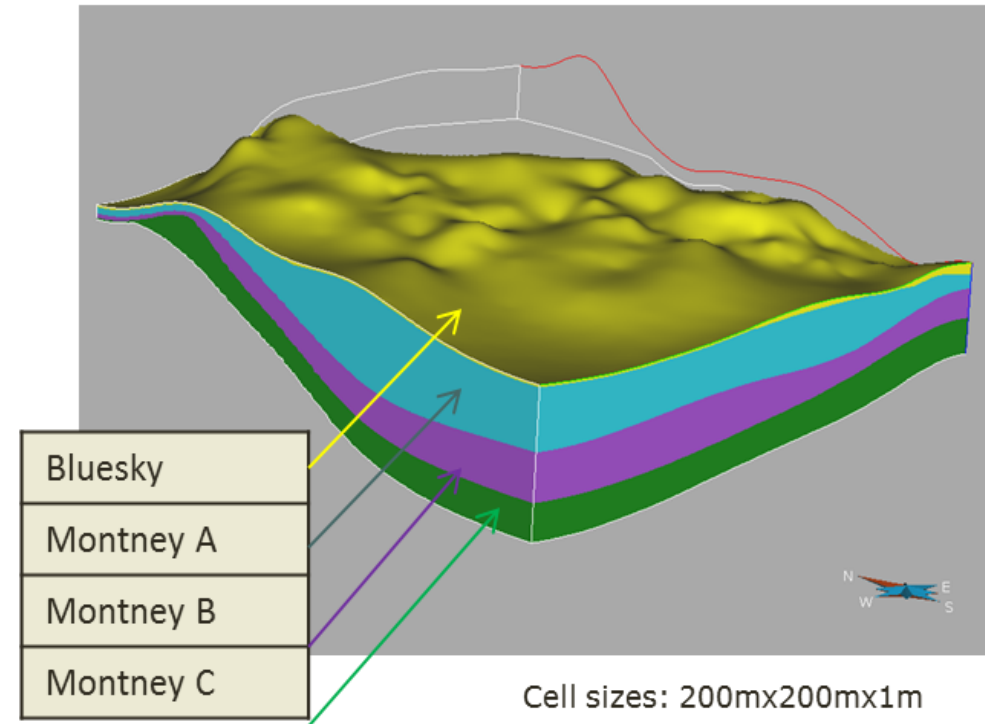 Bluesky
Montney A
Montney B
Montney C
N
E
W
S
Cell sizes: 200mx200mx1m